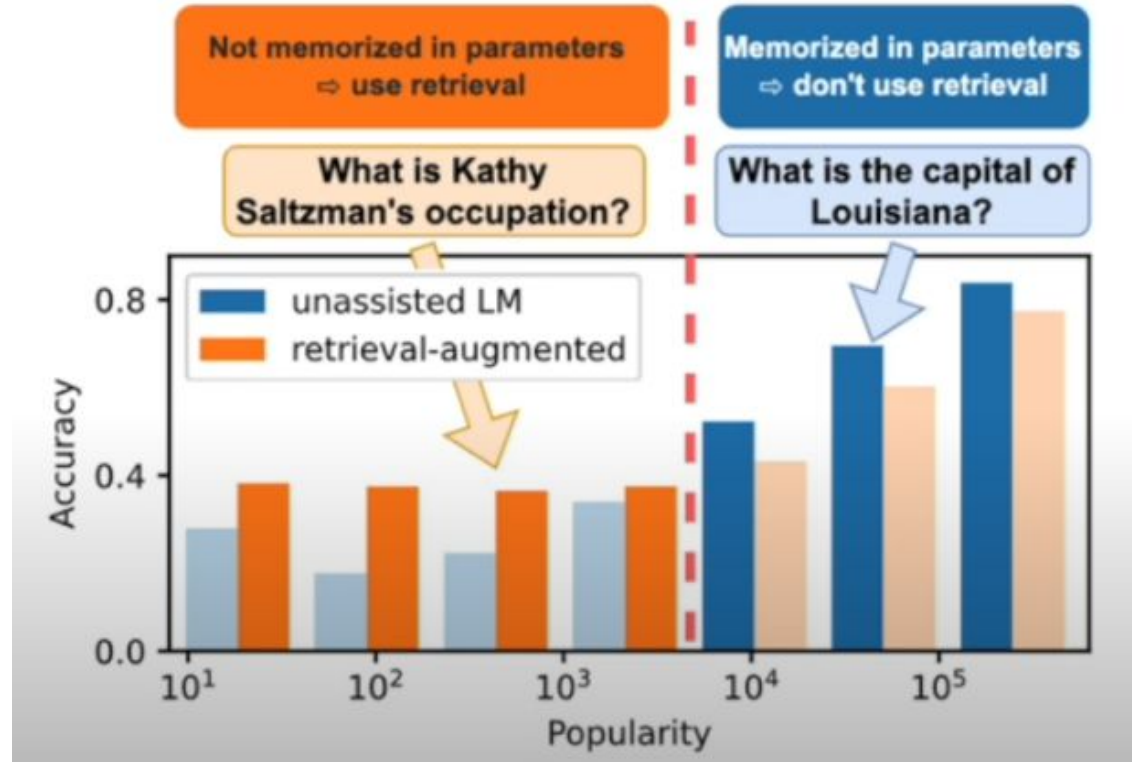 Not memorized in parameters
⇨ use retrieval
Memorized in parameters
⇨ don't use retrieval
What is Kathy
Saltzman's occupation?
What is the capital of
Louisiana?
unassisted LM
retrieval-augmented
Accuracy
0.8
0.4
0.0
10¹
10²
10³
10⁴
10⁵
Popularity